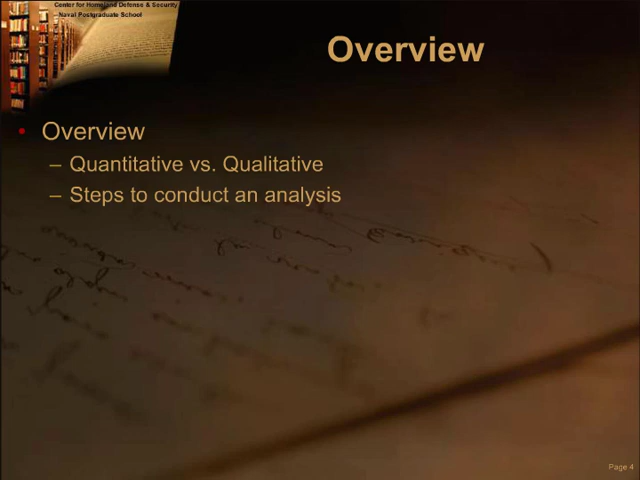 Center for Homeland Defense & Security
Naval Postgraduate School
Overview
• Overview
– Quantitative vs. Qualitative
– Steps to conduct an analysis
Page 4